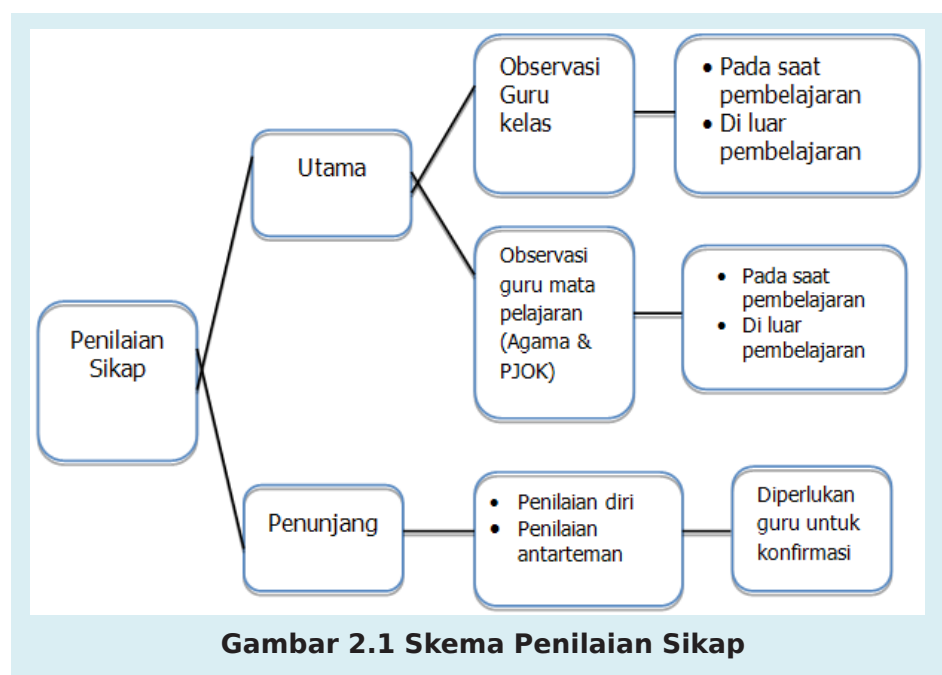 Observasi
Guru
kelas
• Pada saat
pembelajaran
• Di luar
pembelajaran
Utama
Observasi
guru mata
pelajaran
(Agama &
PJOK)
• Pada saat
pembelajaran
• Di luar
pembelajaran
Penilaian
Sikap
Penunjang
• Penilaian diri
• Penilaian
antarteman
Diperlukan
guru untuk
konfirmasi
Gambar 2.1 Skema Penilaian Sikap